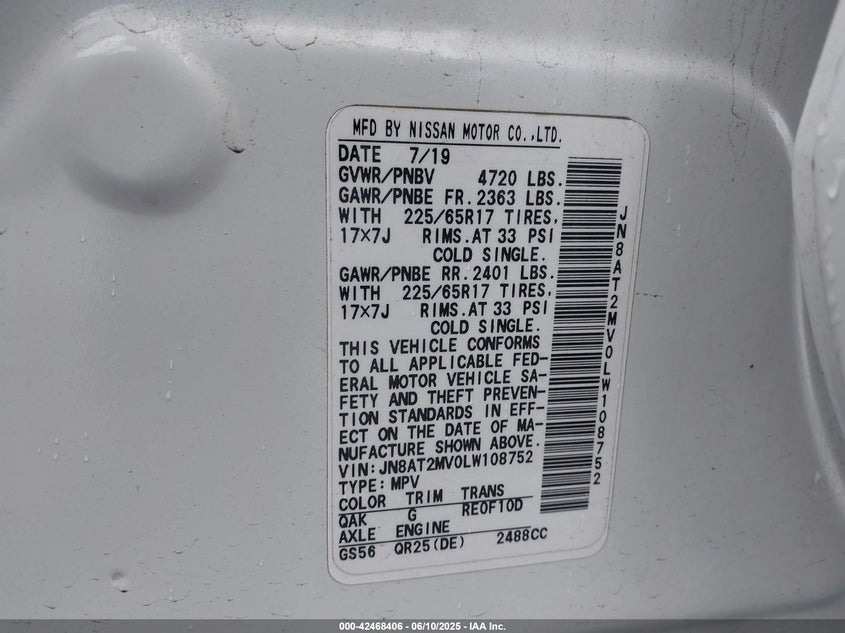 MFD BY NISSAN MOTOR CO.,LTD.
DATE 7/19
GVWR/PNBV 4720 LBS.
GAWR/PNBE FR.2363 LBS.
WITH 225/65R17 TIRES,
17×7J RIMS.AT 33 PSI
COLD SINGLE.
GAWR/PNBE RR.2401 LBS.
WITH 225/65R17 TIRES,
17×7J RIMS.AT 33 PSI
COLD SINGLE.
THIS VEHICLE CONFORMS
TO ALL APPLICABLE FED-
ERAL MOTOR VEHICLE SA-
FETY AND THEFT PREVEN-
TION STANDARDS IN EFF-
ECT ON THE DATE OF MA-
NUFACTURE SHOWN ABOVE.
VIN:JN8AT2MV0LW108752
TYPE:MPV
COLOR TRIM TRANS
QAK G RE0F10D
AXLE ENGINE
GS56 QR25(DE) 2488CC
JN8AT2MV0LW108752
000-42468406 - 06/10/2025 - IAA Inc.